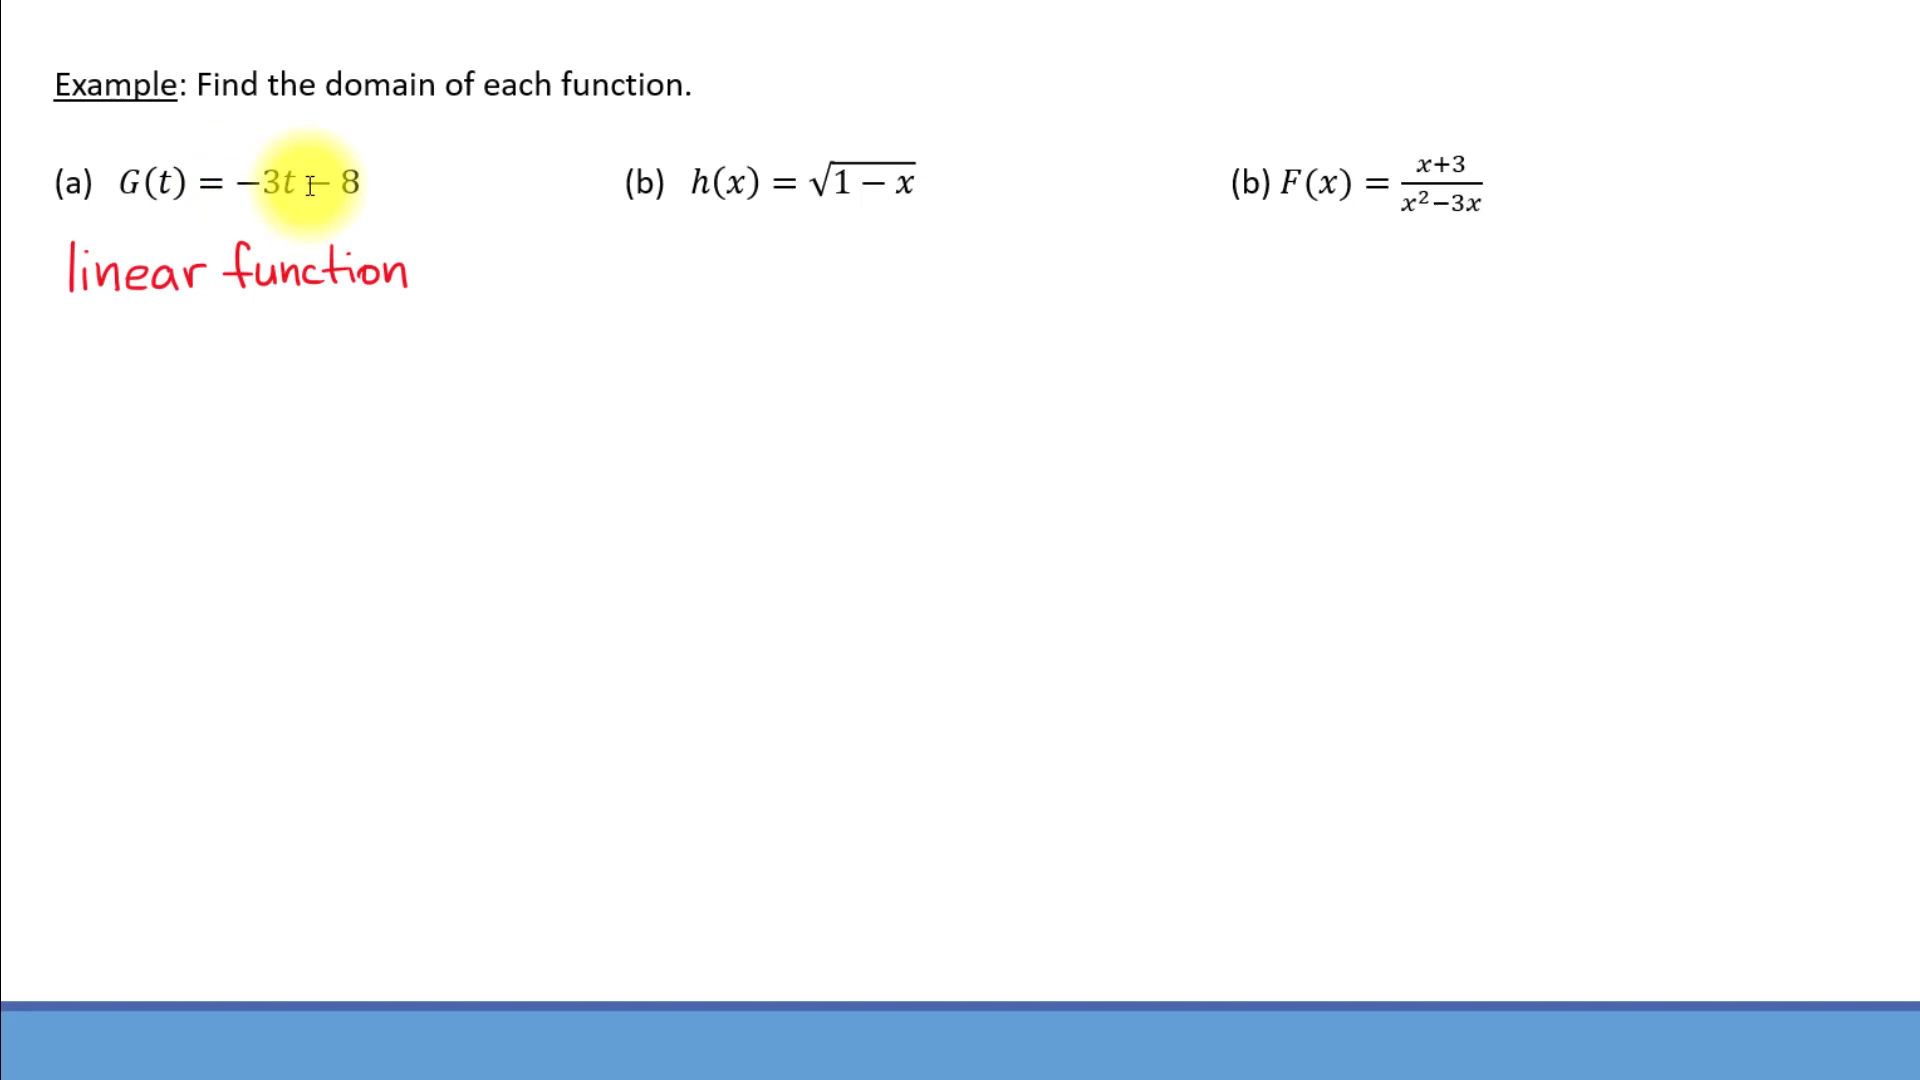 Example: Find the domain of each function.
(a) G(t) = −3t − 8
(b) h(x) = √(1 − x)
(b) F(x) = (x+3)/(x²−3x)
linear function